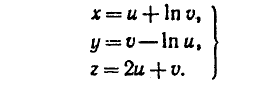 x = u + ln v,
y = v — ln u,
z = 2u + v.